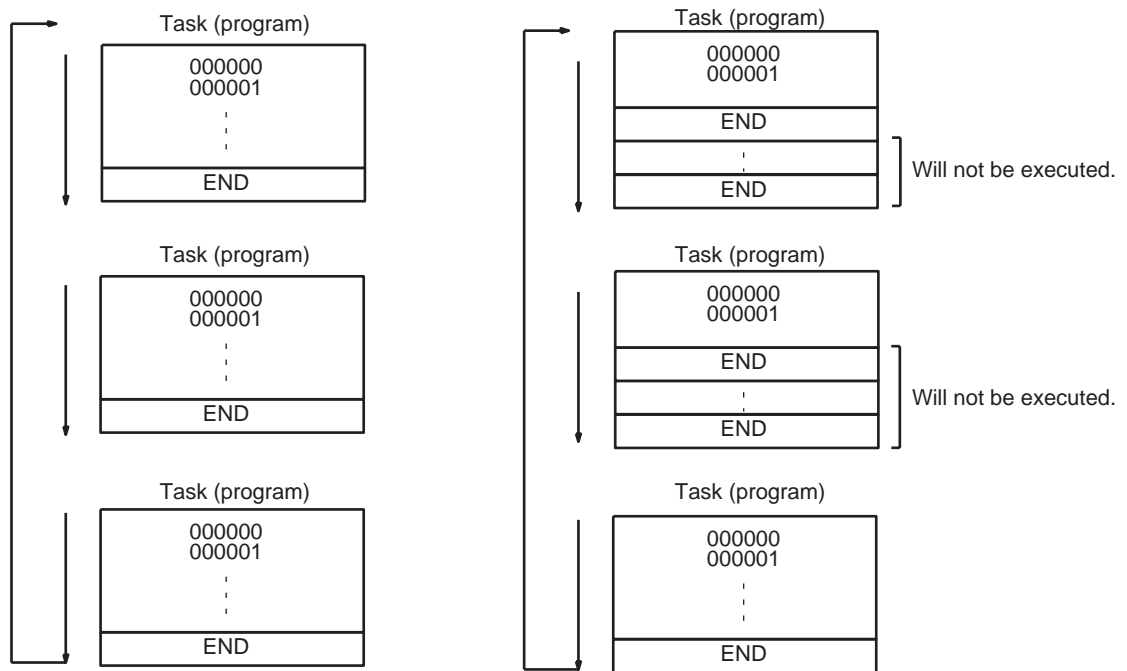 Task (program)
000000
000001
END
Task (program)
000000
000001
END
Task (program)
000000
000001
END
Task (program)
000000
000001
END
END
Will not be executed.
Task (program)
000000
000001
END
END
Will not be executed.
Task (program)
000000
000001
END